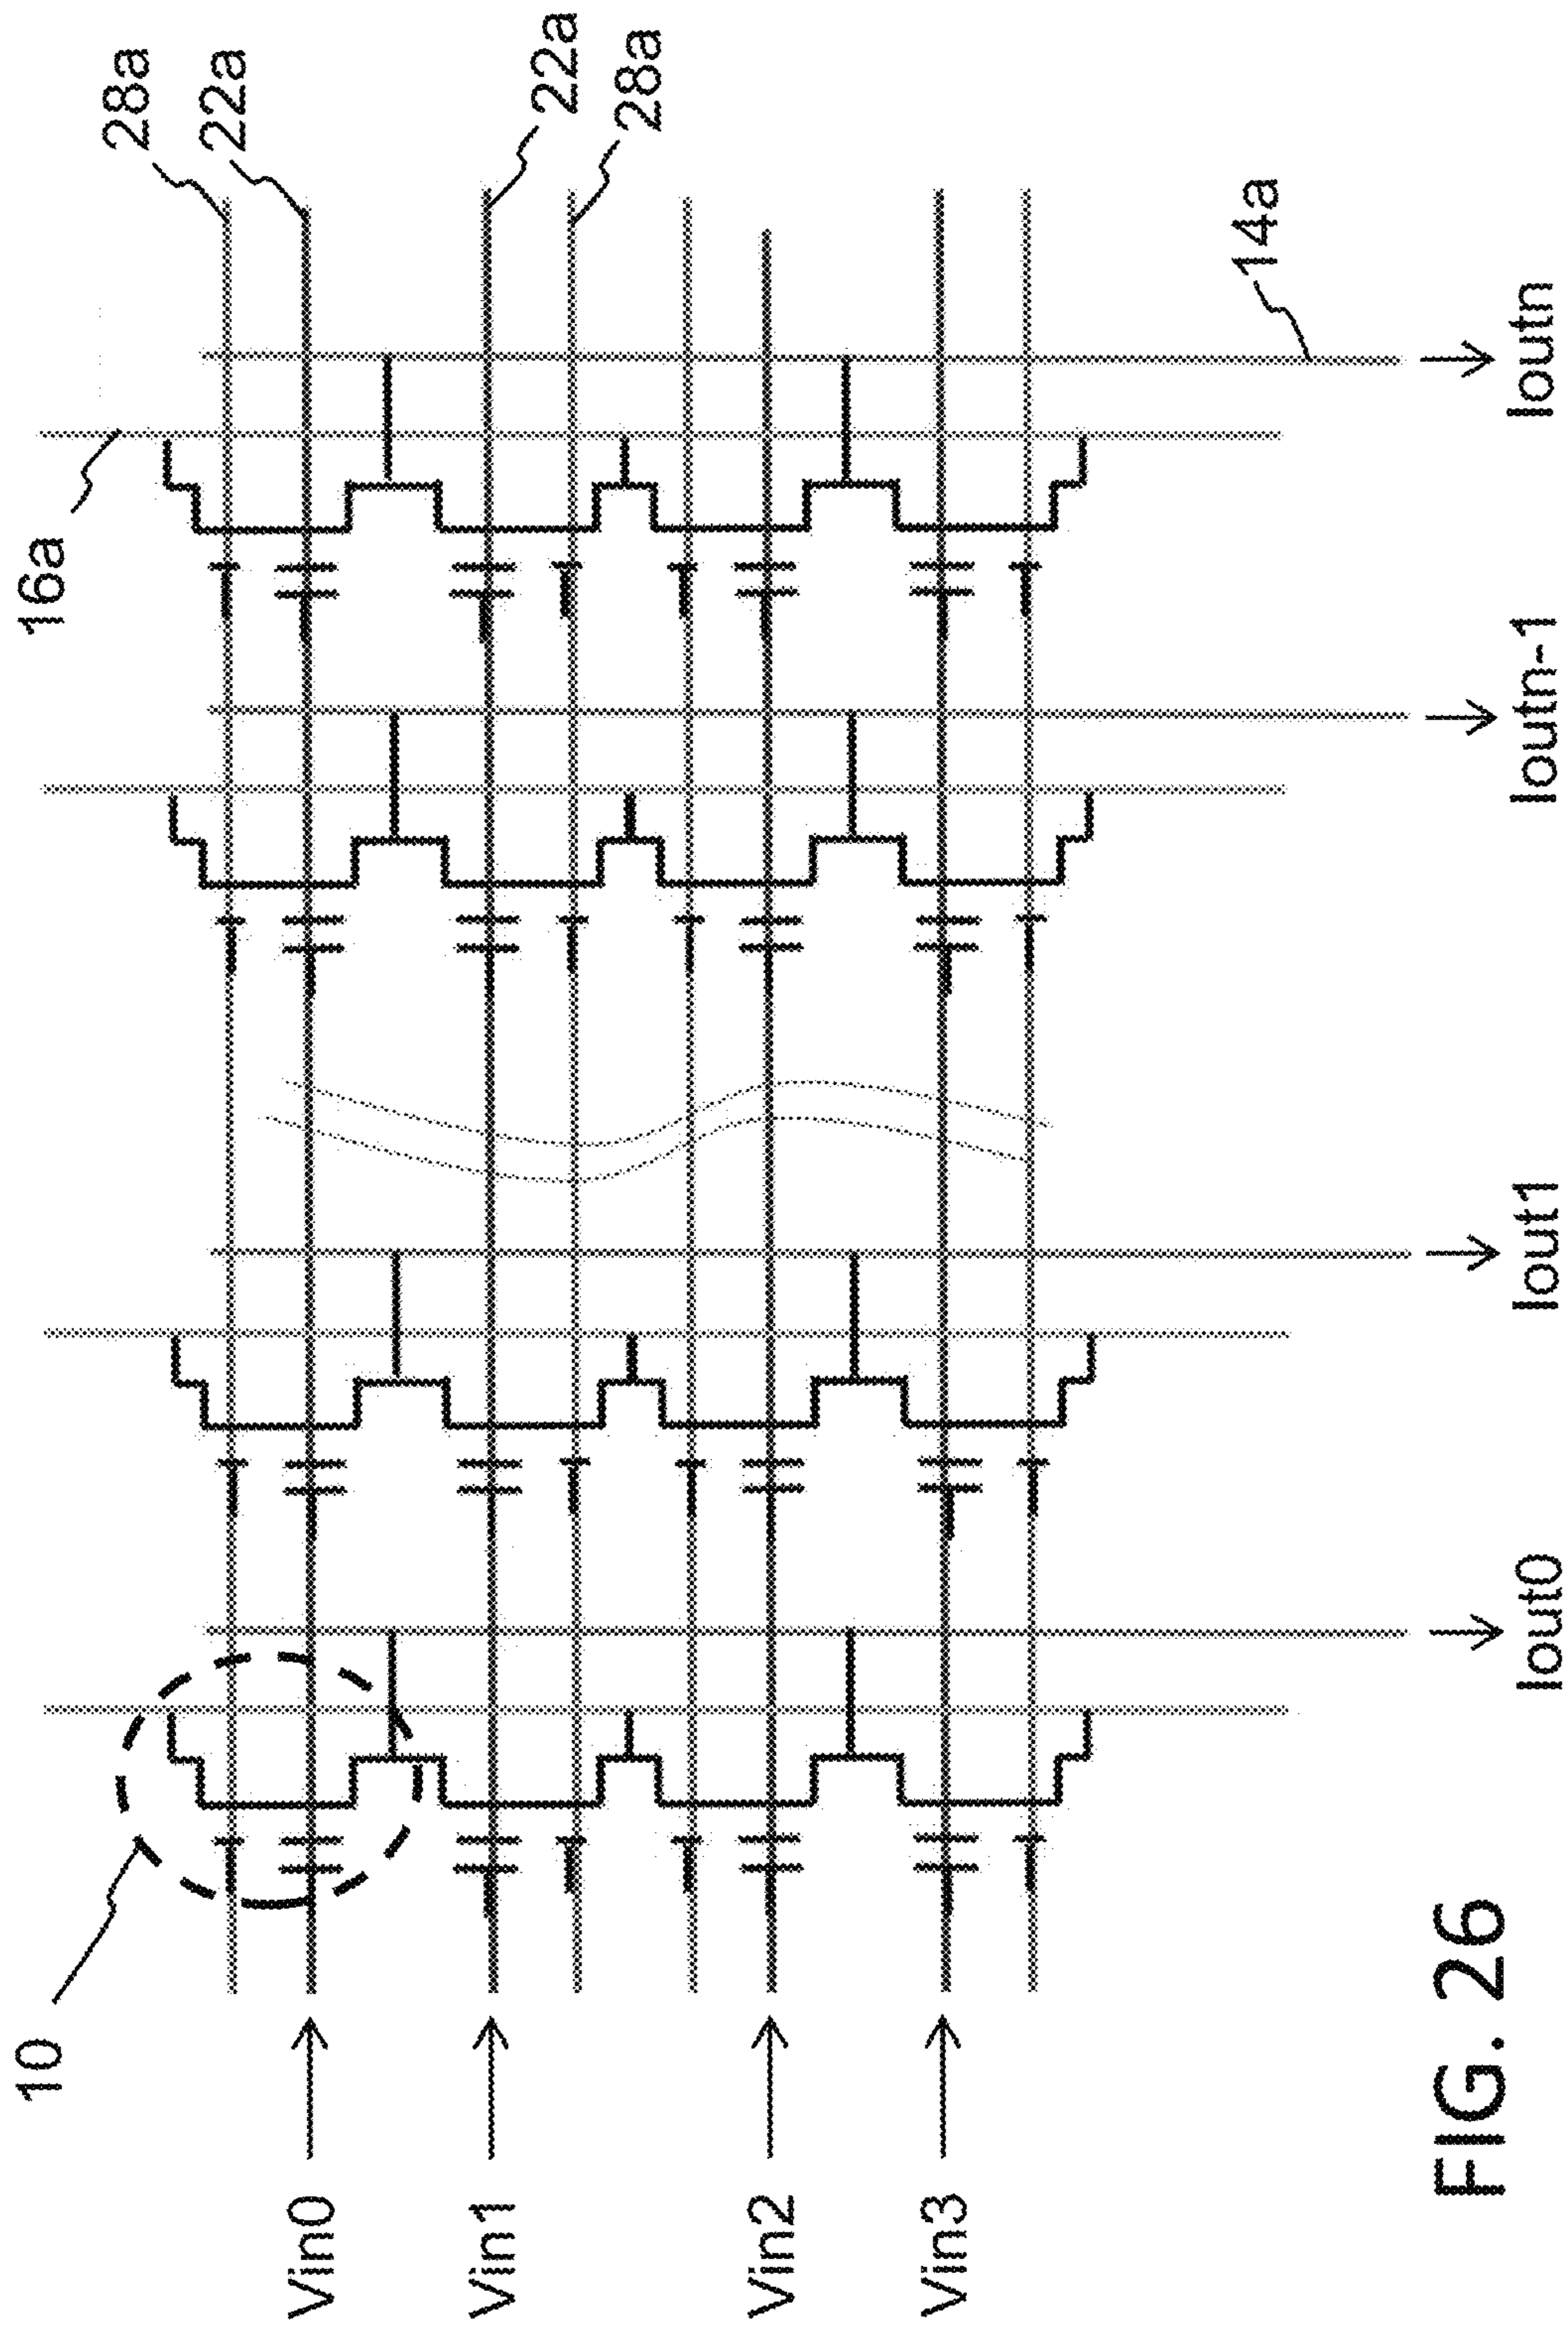 28a
22a
22a
28a
16a
14a
10
Vin0
Vin1
Vin2
Vin3
Iout0
Iout1
Ioutn-1
Ioutn
FIG. 26